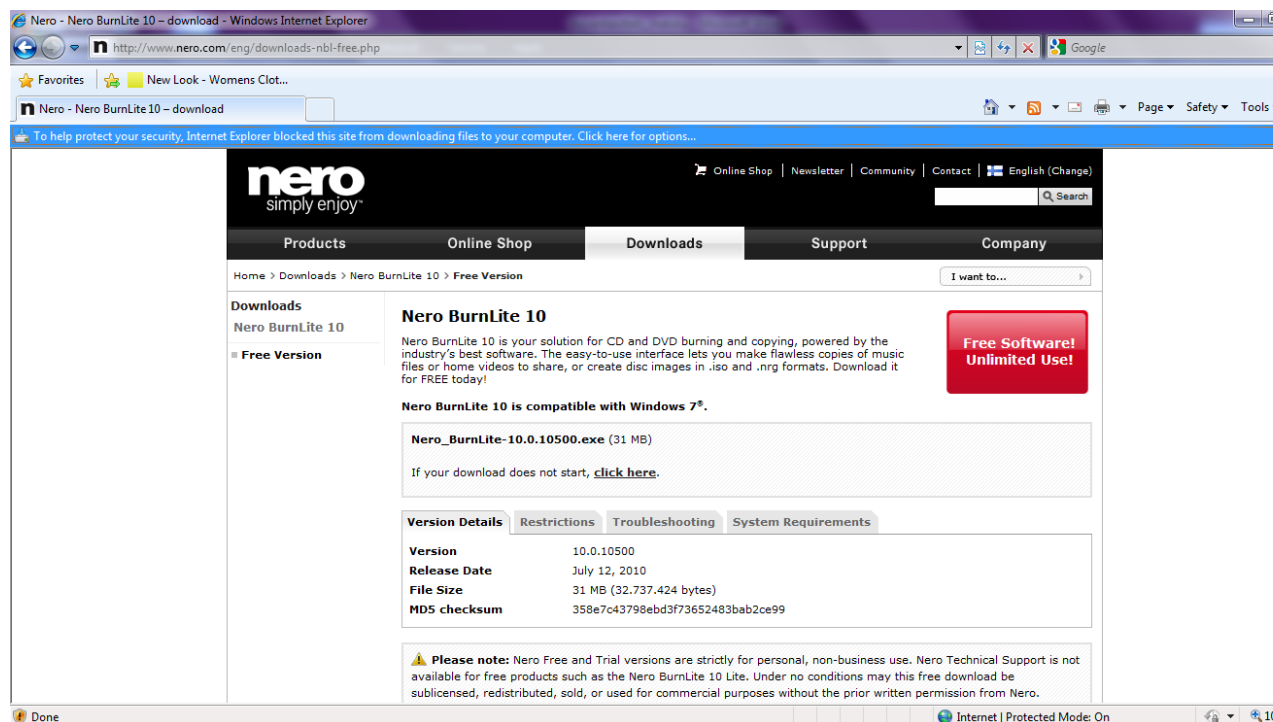 Nero - Nero BurnLite 10 – download - Windows Internet Explorer
http://www.nero.com/eng/downloads-nbl-free.php
Google
Favorites
New Look - Womens Clot...
Nero - Nero BurnLite 10 – download
Page
Safety
Tools
To help protect your security, Internet Explorer blocked this site from downloading files to your computer. Click here for options...
nero
simply enjoy™
Online Shop | Newsletter | Community | Contact | English (Change)
Search
Products
Online Shop
Downloads
Support
Company
Home > Downloads > Nero BurnLite 10 > Free Version
I want to...
Downloads
Nero BurnLite 10
Free Version
Nero BurnLite 10
Nero BurnLite 10 is your solution for CD and DVD burning and copying, powered by the
industry's best software. The easy-to-use interface lets you make flawless copies of music
files or home videos to share, or create disc images in .iso and .nrg formats. Download it
for FREE today!
Nero BurnLite 10 is compatible with Windows 7®.
Free Software!
Unlimited Use!
Nero_BurnLite-10.0.10500.exe (31 MB)
If your download does not start, click here.
Version Details
Restrictions
Troubleshooting
System Requirements
Version 10.0.10500
Release Date July 12, 2010
File Size 31 MB (32.737.424 bytes)
MD5 checksum 358e7c43798ebd3f73652483bab2ce99
Please note: Nero Free and Trial versions are strictly for personal, non-business use. Nero Technical Support is not
available for free products such as the Nero BurnLite 10 Lite. Under no conditions may this free download be
sublicensed, redistributed, sold, or used for commercial purposes without the prior written permission from Nero.
Done
Internet | Protected Mode: On